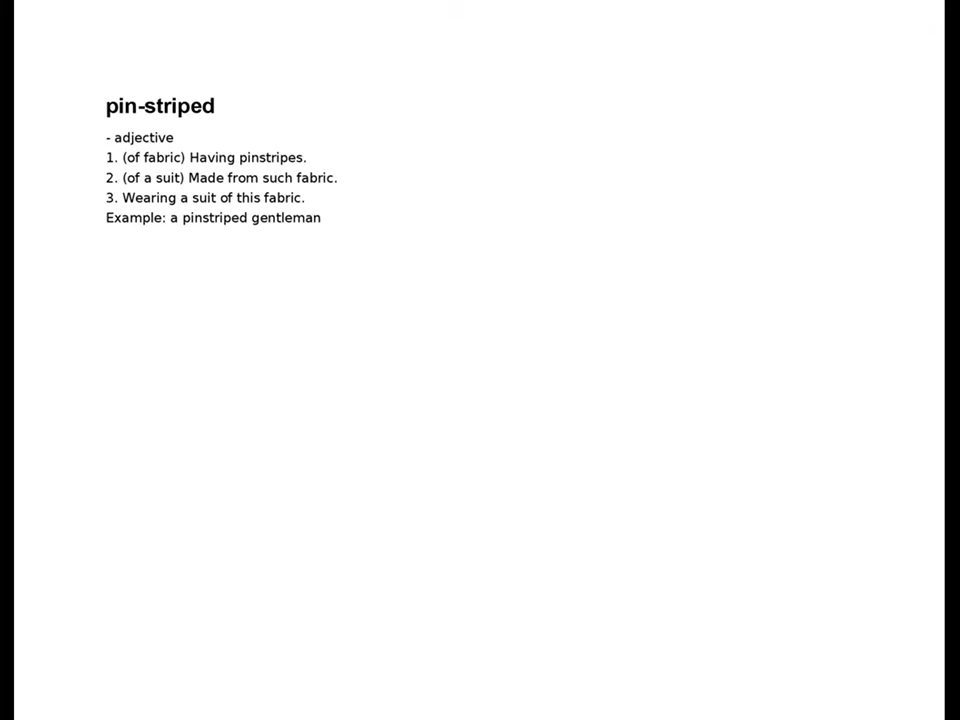 pin-striped
- adjective
1. (of fabric) Having pinstripes.
2. (of a suit) Made from such fabric.
3. Wearing a suit of this fabric.
Example: a pinstriped gentleman